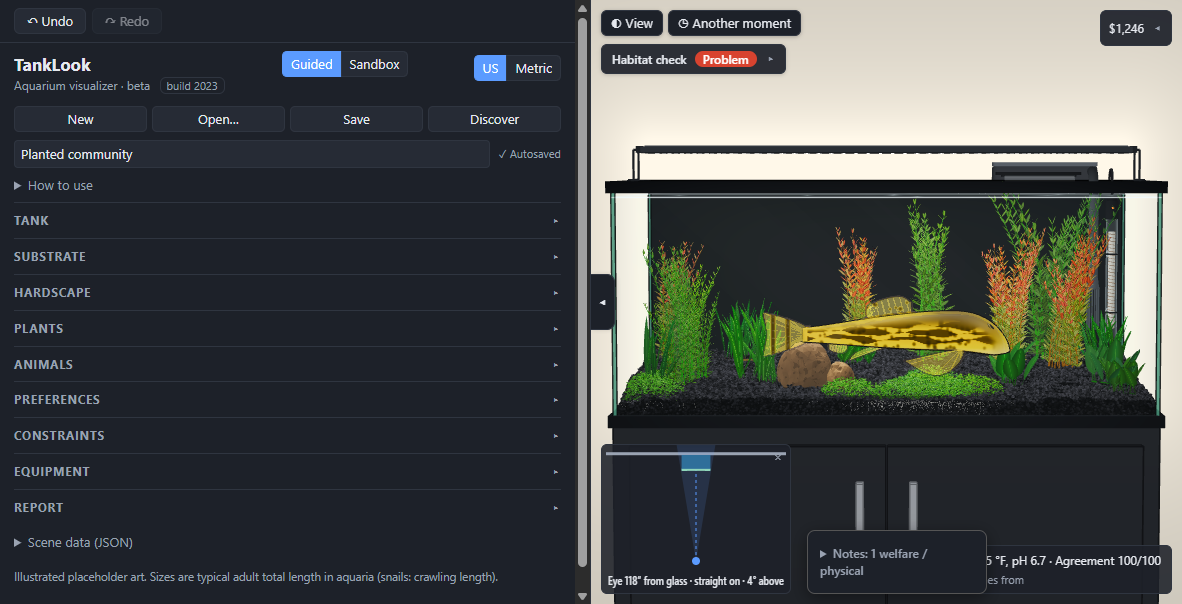 Undo
Redo
TankLook
Aquarium visualizer · beta
build 2023
Guided
Sandbox
US
Metric
New
Open...
Save
Discover
Planted community
✓ Autosaved
How to use
TANK
SUBSTRATE
HARDSCAPE
PLANTS
ANIMALS
PREFERENCES
CONSTRAINTS
EQUIPMENT
REPORT
Scene data (JSON)
Illustrated placeholder art. Sizes are typical adult total length in aquaria (snails: crawling length).
View
Another moment
$1,246
Habitat check
Problem
Eye 118" from glass · straight on · 4° above
Notes: 1 welfare /
physical
°F, pH 6.7 · Agreement 100/100
es from